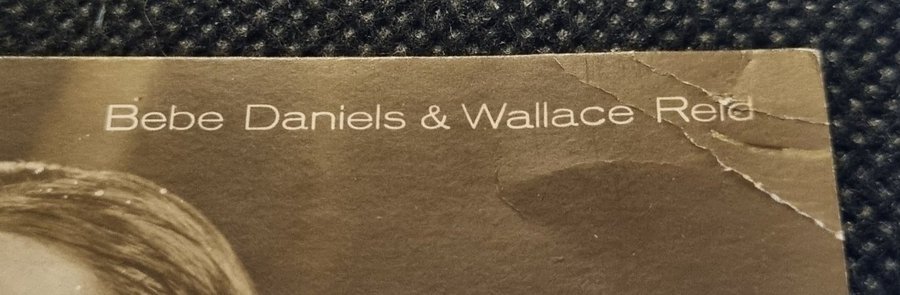 Bebe Daniels & Wallace Reid